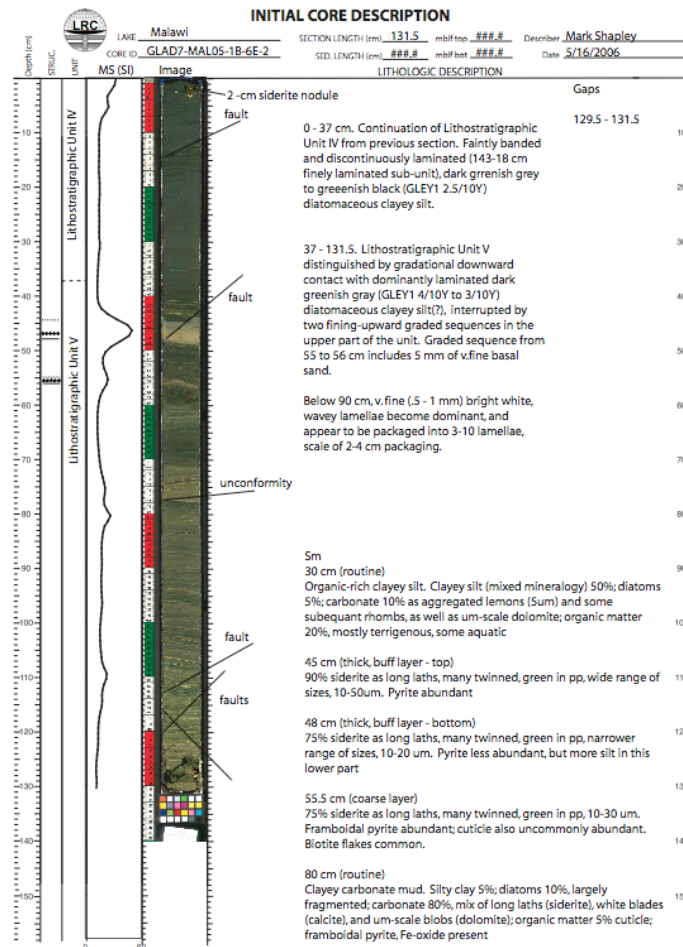 INITIAL CORE DESCRIPTION
LRC
LAKE Malawi
SECTION LENGTH (cm) 131.5 mblf top ###.# Describer Mark Shapley
CORE ID GLAD7-MAL05-1B-6E-2
SED. LENGTH (cm) ###.# mblf bot ###.# Date 5/16/2006
Depth (cm) STRUC. UNIT MS (SI) Image
LITHOLOGIC DESCRIPTION
Gaps
129.5 - 131.5
2 -cm siderite nodule
fault
0 - 37 cm. Continuation of Lithostratigraphic
Unit IV from previous section. Faintly banded
and discontinuously laminated (143-18 cm
finely laminated sub-unit), dark grrenish grey
to greeenish black (GLEY1 2.5/10Y)
diatomaceous clayey silt.
Lithostratigraphic Unit IV
37 - 131.5. Lithostratigraphic Unit V
distinguished by gradational downward
contact with dominantly laminated dark
greenish gray (GLEY1 4/10Y to 3/10Y)
diatomaceous clayey silt(?), interrupted by
two fining-upward graded sequences in the
upper part of the unit. Graded sequence from
55 to 56 cm includes 5 mm of v.fine basal
sand.
fault
Lithostratigraphic Unit V
Below 90 cm, v.fine (.5 - 1 mm) bright white,
wavey lamellae become dominant, and
appear to be packaged into 3-10 lamellae,
scale of 2-4 cm packaging.
unconformity
Sm
30 cm (routine)
Organic-rich clayey silt. Clayey silt (mixed mineralogy) 50%; diatoms
5%; carbonate 10% as aggregated lemons (5um) and some
subequant rhombs, as well as um-scale dolomite; organic matter
20%, mostly terrigenous, some aquatic
fault
45 cm (thick, buff layer - top)
90% siderite as long laths, many twinned, green in pp, wide range of
sizes, 10-50um. Pyrite abundant
faults
48 cm (thick, buff layer - bottom)
75% siderite as long laths, many twinned, green in pp, narrower
range of sizes, 10-20 um. Pyrite less abundant, but more silt in this
lower part
55.5 cm (coarse layer)
75% siderite as long laths, many twinned, green in pp, 10-30 um.
Framboidal pyrite abundant; cuticle also uncommonly abundant.
Biotite flakes common.
80 cm (routine)
Clayey carbonate mud. Silty clay 5%; diatoms 10%, largely
fragmented; carbonate 80%, mix of long laths (siderite), white blades
(calcite), and um-scale blobs (dolomite); organic matter 5% cuticle;
framboidal pyrite, Fe-oxide present
10
20
30
40
50
60
70
80
90
100
110
120
130
140
150